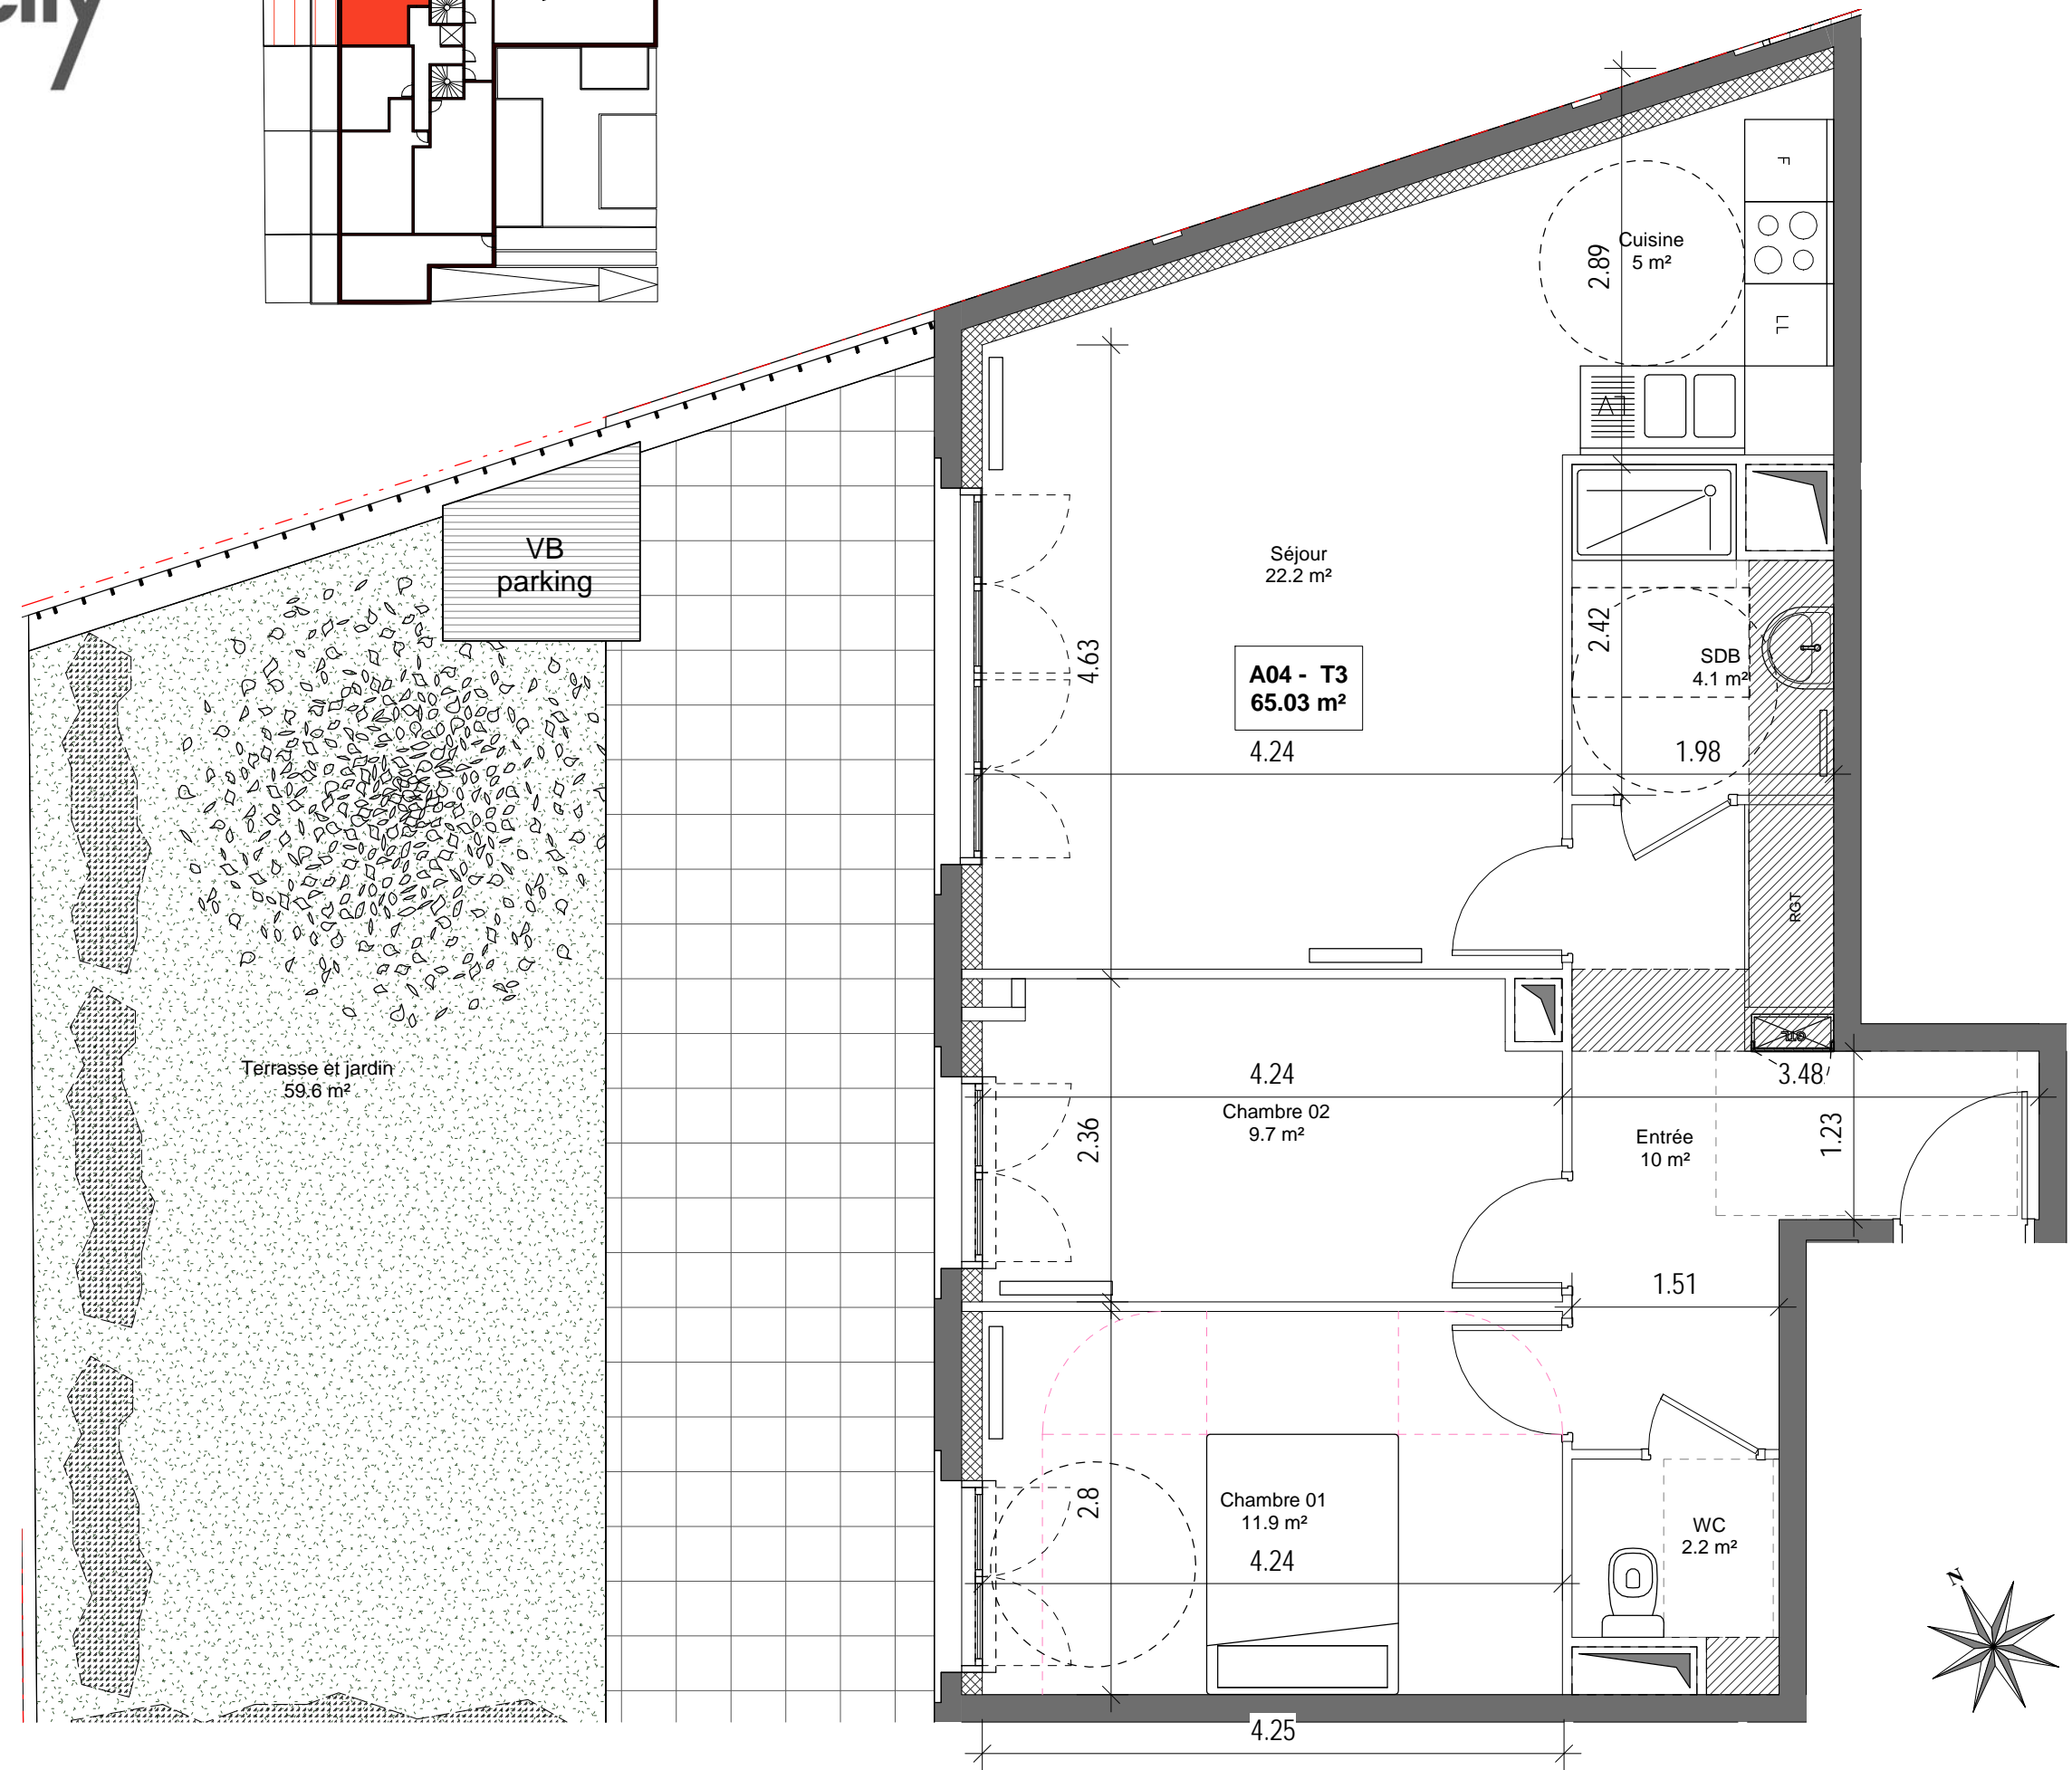 city
F
Cuisine
5 m²
2.89
LL
VB
parking
Séjour
22.2 m²
2.42
SDB
4.1 m²
4.63
A04 - T3
65.03 m²
4.24
1.98
RGT
Terrasse et jardin
59.6 m²
4.24
3.48
Chambre 02
9.7 m²
2.36
Entrée
10 m²
1.23
1.51
2.8
Chambre 01
11.9 m²
4.24
WC
2.2 m²
N
4.25